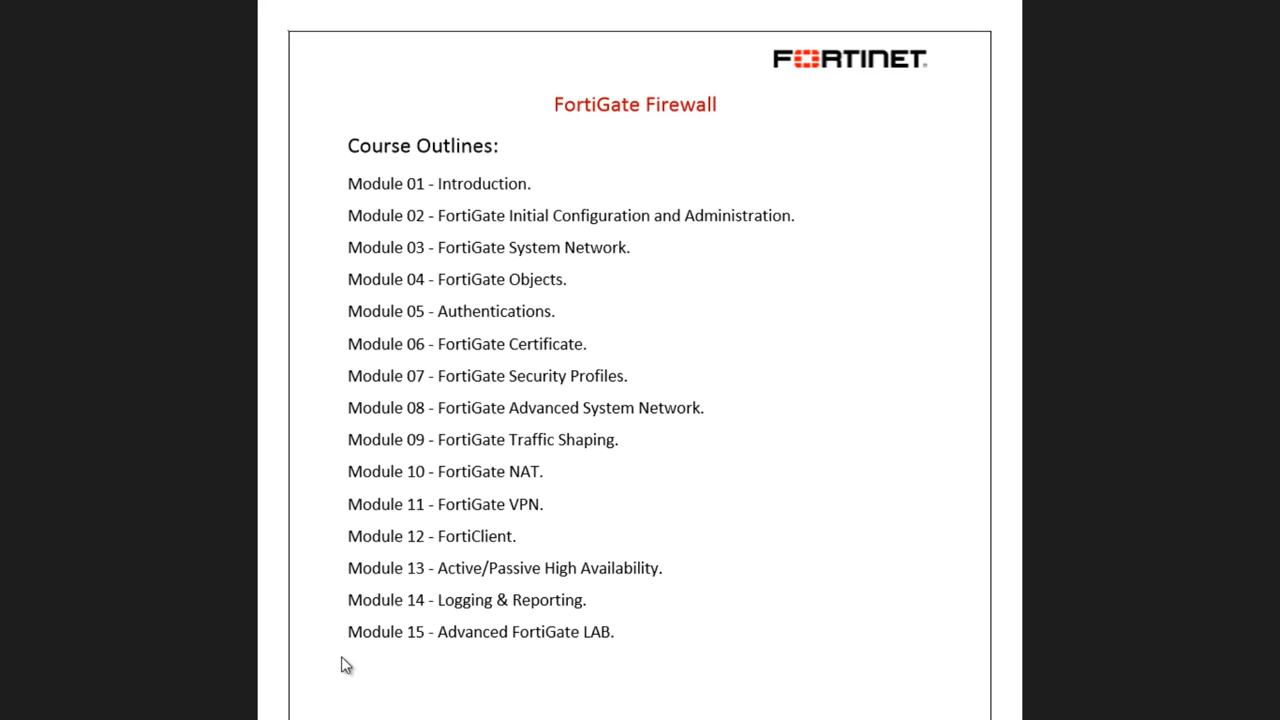 FORTINET
FortiGate Firewall
Course Outlines:
Module 01 - Introduction.
Module 02 - FortiGate Initial Configuration and Administration.
Module 03 - FortiGate System Network.
Module 04 - FortiGate Objects.
Module 05 - Authentications.
Module 06 - FortiGate Certificate.
Module 07 - FortiGate Security Profiles.
Module 08 - FortiGate Advanced System Network.
Module 09 - FortiGate Traffic Shaping.
Module 10 - FortiGate NAT.
Module 11 - FortiGate VPN.
Module 12 - FortiClient.
Module 13 - Active/Passive High Availability.
Module 14 - Logging & Reporting.
Module 15 - Advanced FortiGate LAB.